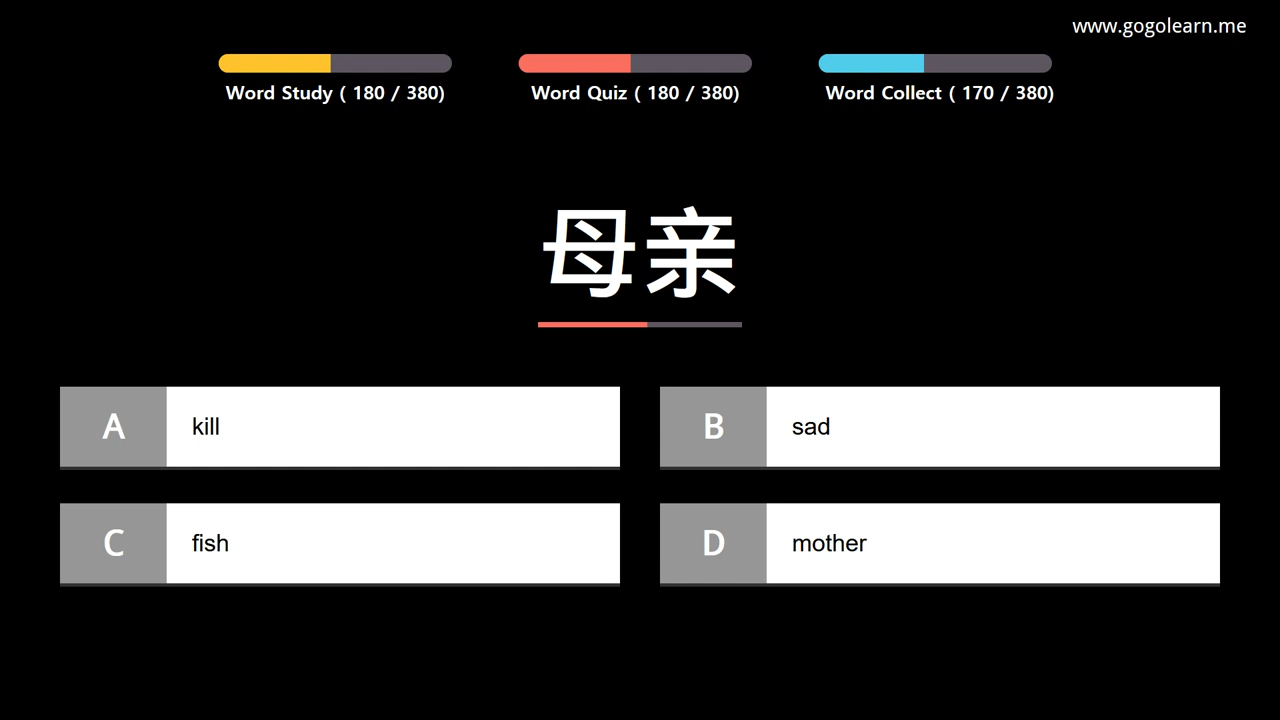 www.gogolearn.me
Word Study ( 180 / 380)
Word Quiz ( 180 / 380)
Word Collect ( 170 / 380)
母亲
A kill
B sad
C fish
D mother